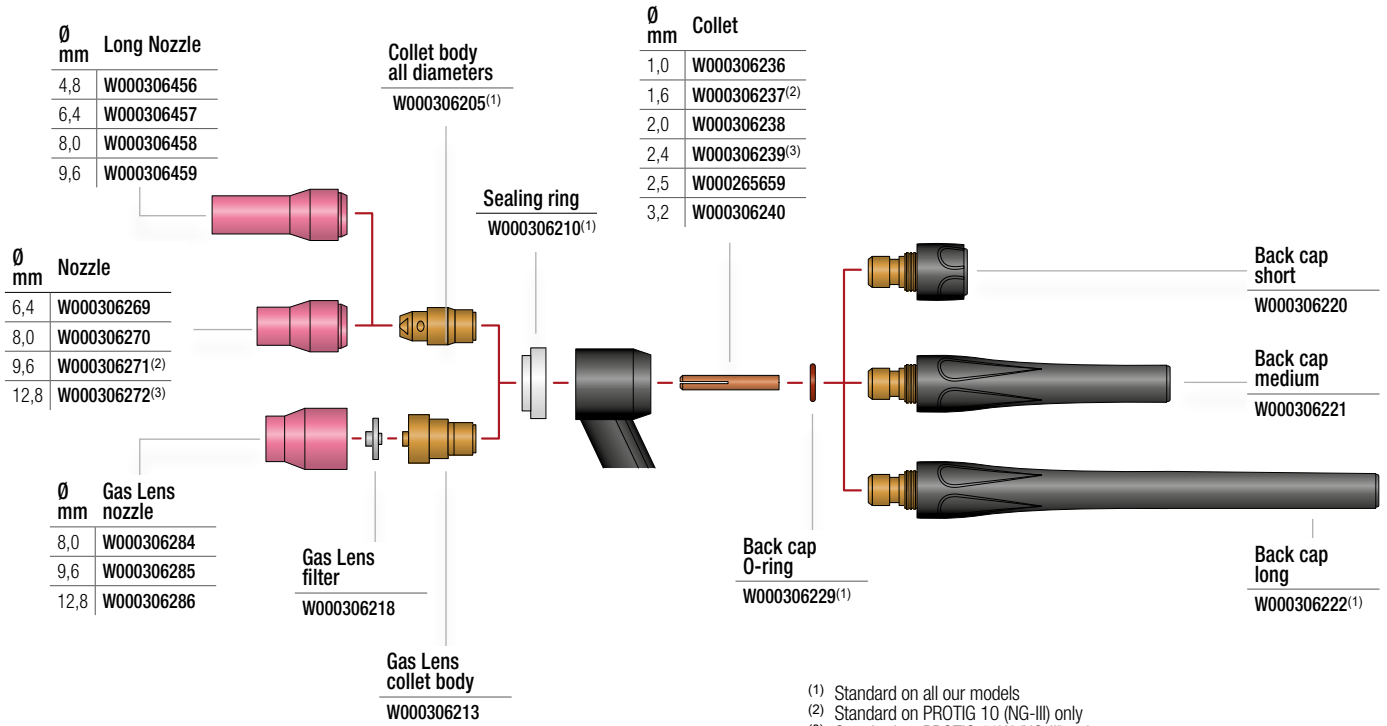 Ø mm Long Nozzle
4,8 W000306456
6,4 W000306457
8,0 W000306458
9,6 W000306459
Collet body
all diameters
W000306205(1)
Ø mm Collet
1,0 W000306236
1,6 W000306237(2)
2,0 W000306238
2,4 W000306239(3)
2,5 W000265659
3,2 W000306240
Sealing ring
W000306210(1)
Ø mm Nozzle
6,4 W000306269
8,0 W000306270
9,6 W000306271(2)
12,8 W000306272(3)
Back cap
short
W000306220
Back cap
medium
W000306221
Ø mm Gas Lens
nozzle
8,0 W000306284
9,6 W000306285
12,8 W000306286
Gas Lens
filter
W000306218
Back cap
O-ring
W000306229(1)
Back cap
long
W000306222(1)
Gas Lens
collet body
W000306213
(1) Standard on all our models
(2) Standard on PROTIG 10 (NG-III) only